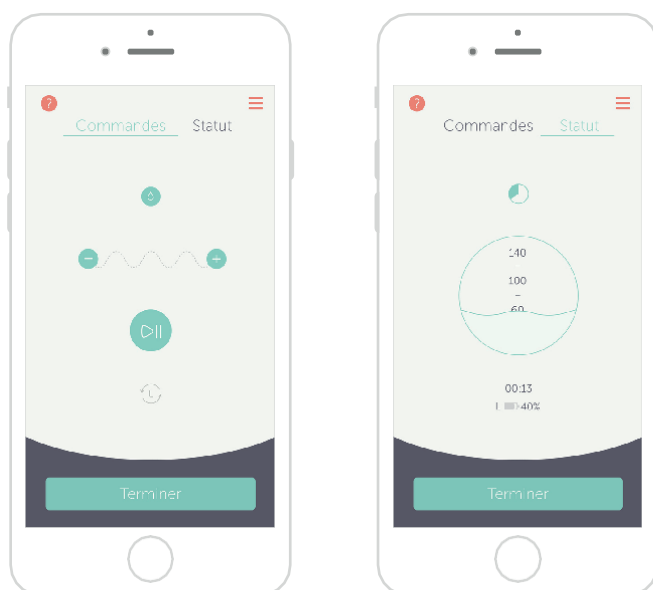 ?
Commandes Statut
L
Terminer
?
Commandes Statut
140
100
60
00:13
L 40%
Terminer